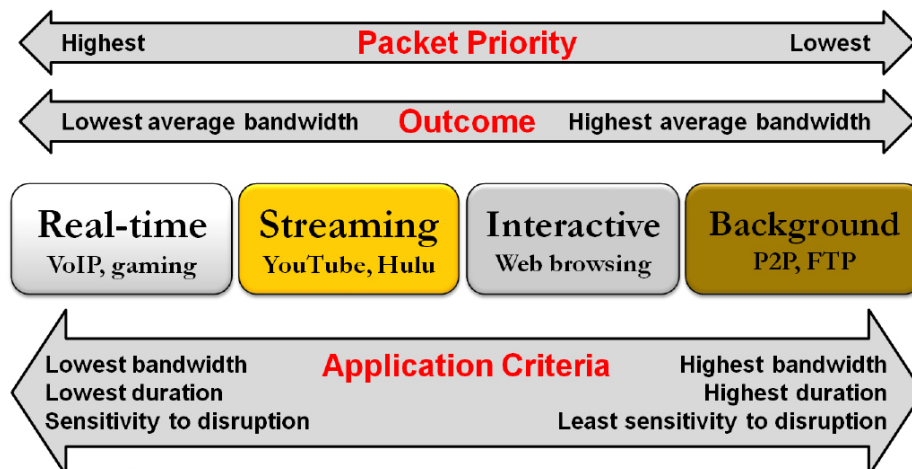 Highest Packet Priority Lowest
Lowest average bandwidth Outcome Highest average bandwidth
Real-time
VoIP, gaming
Streaming
YouTube, Hulu
Interactive
Web browsing
Background
P2P, FTP
Application Criteria
Lowest bandwidth
Lowest duration
Sensitivity to disruption
Highest bandwidth
Highest duration
Least sensitivity to disruption